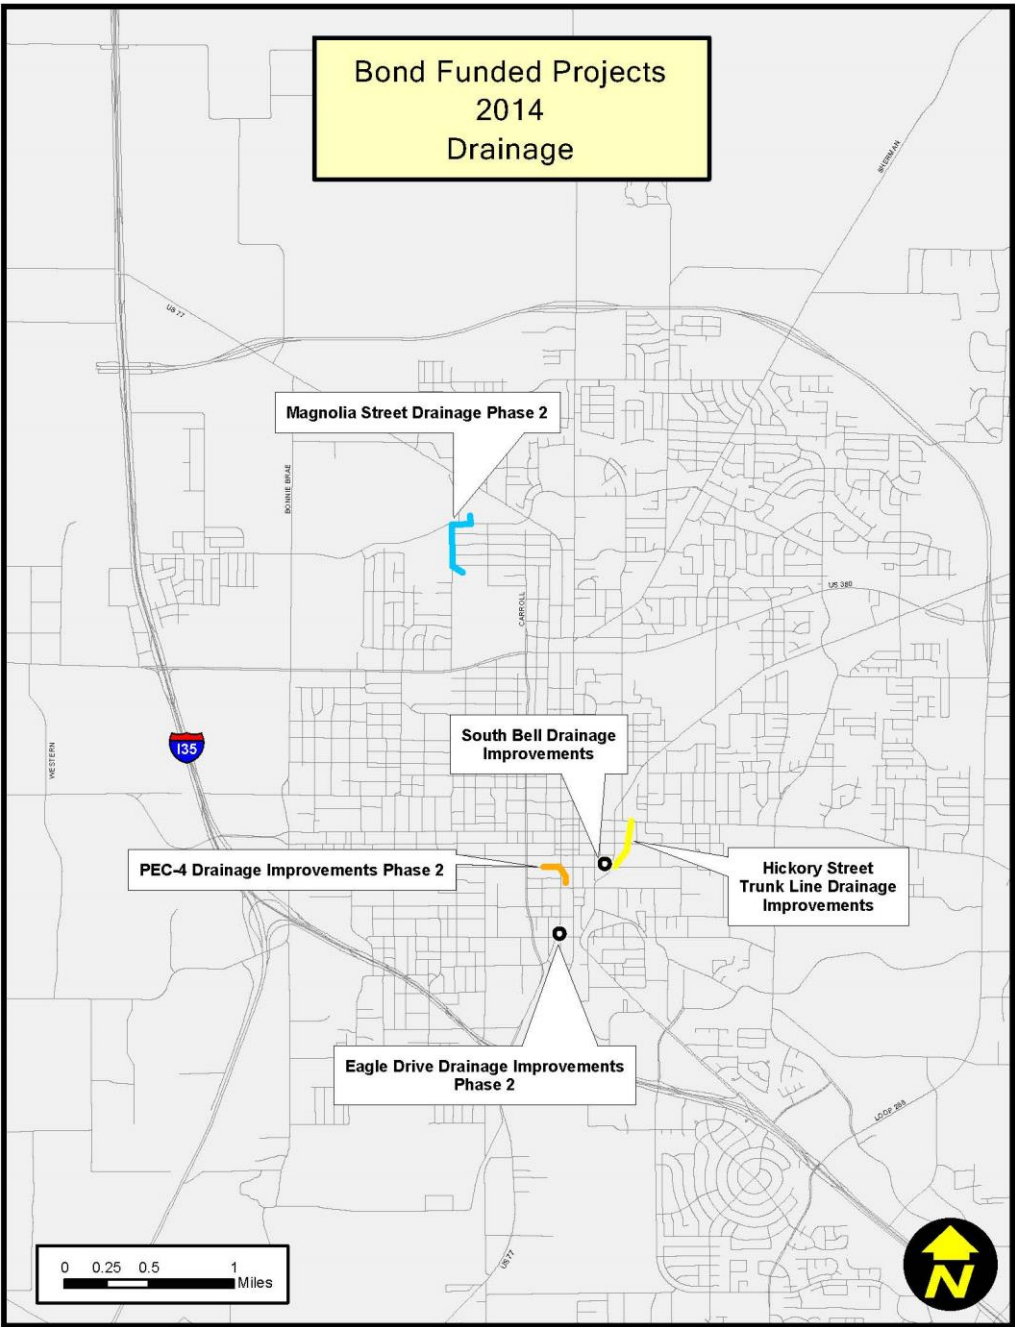 Bond Funded Projects
2014
Drainage
SHERMAN
US 77
Magnolia Street Drainage Phase 2
BONNIE BRAE
CARROLL
US 380
South Bell Drainage
Improvements
I35
WESTERN
PEC-4 Drainage Improvements Phase 2
Hickory Street
Trunk Line Drainage
Improvements
Eagle Drive Drainage Improvements
Phase 2
LOOP 288
US 77
0 0.25 0.5 1
Miles
N